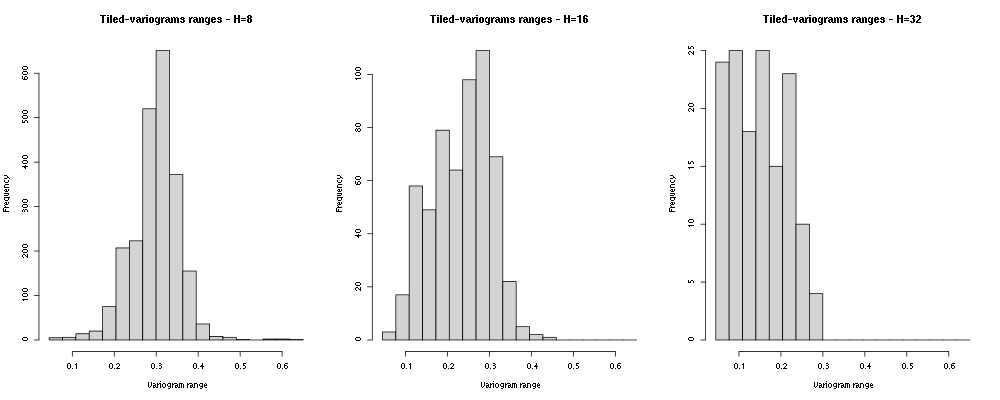 Tiled-variograms ranges - H=8
Frequency
0
100
200
300
400
500
600
0.1 0.2 0.3 0.4 0.5 0.6
Variogram range
Tiled-variograms ranges - H=16
Frequency
0
20
40
60
80
100
0.1 0.2 0.3 0.4 0.5 0.6
Variogram range
Tiled-variograms ranges - H=32
Frequency
0
5
10
15
20
25
0.1 0.2 0.3 0.4 0.5 0.6
Variogram range